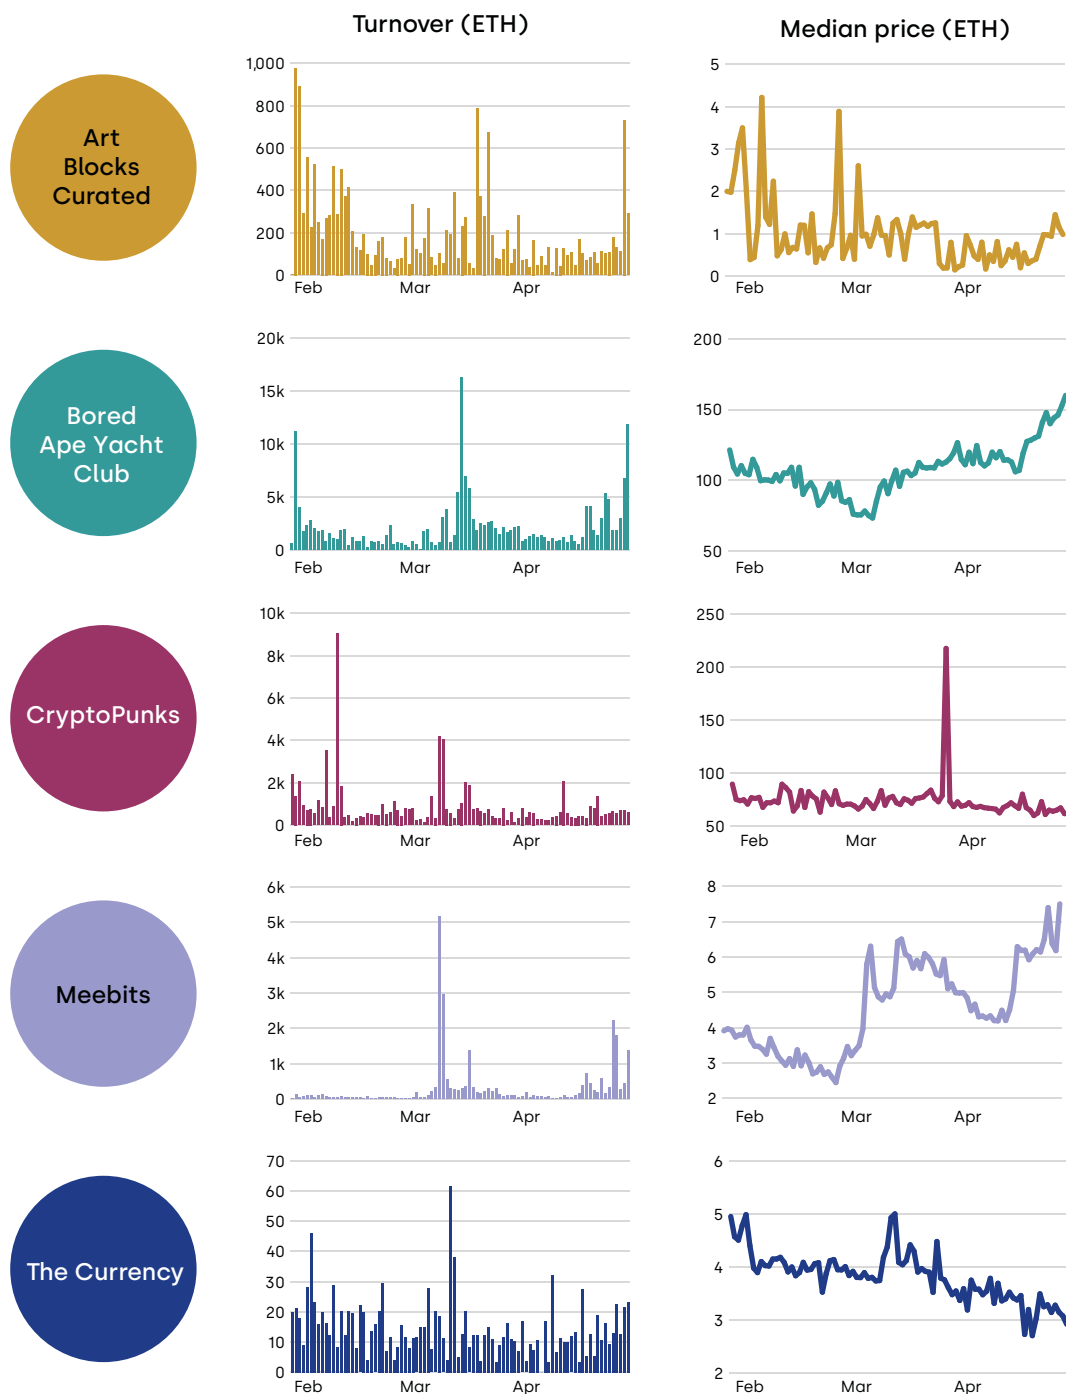 Turnover (ETH)
Median price (ETH)
Art
Blocks
Curated
1,000
800
600
400
200
0
Feb
Mar
Apr
5
4
3
2
1
0
Feb
Mar
Apr
Bored
Ape Yacht
Club
20k
15k
10k
5k
0
Feb
Mar
Apr
200
150
100
50
Feb
Mar
Apr
CryptoPunks
10k
8k
6k
4k
2k
0
Feb
Mar
Apr
250
200
150
100
50
Feb
Mar
Apr
Meebits
6k
5k
4k
3k
2k
1k
0
Feb
Mar
Apr
8
7
6
5
4
3
2
Feb
Mar
Apr
The Currency
70
60
50
40
30
20
10
0
Feb
Mar
Apr
6
5
4
3
2
Feb
Mar
Apr